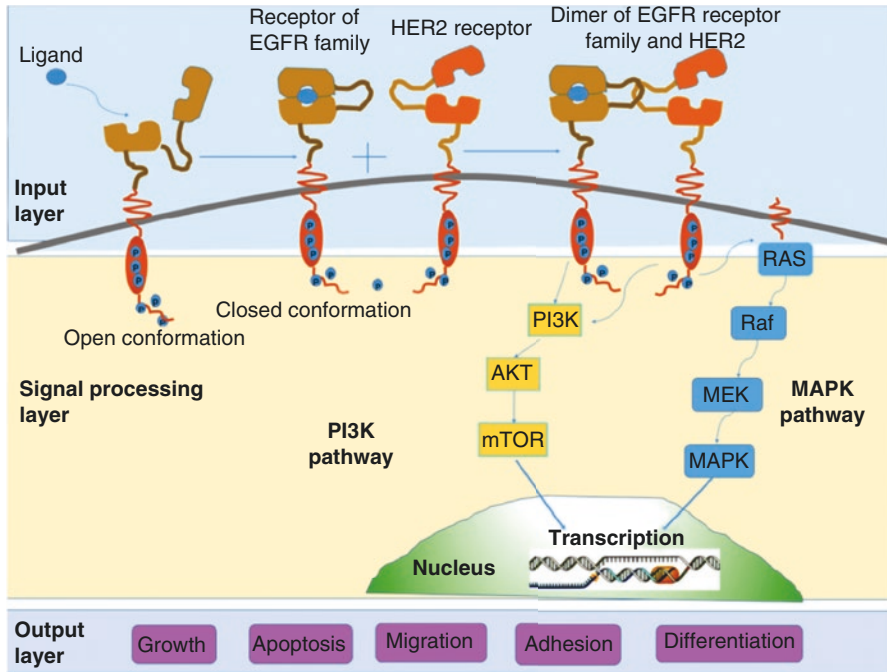 Ligand
Receptor of
EGFR family
HER2 receptor
Dimer of EGFR receptor
family and HER2
Input
layer
Open conformation
Closed conformation
P P P P P
P P P P P
P
P P P P P
P P P P P
P P P P P
RAS
PI3K
Raf
Signal processing
layer
AKT
MEK
MAPK
pathway
PI3K
pathway
mTOR
MAPK
Transcription
Nucleus
Output
layer
Growth
Apoptosis
Migration
Adhesion
Differentiation